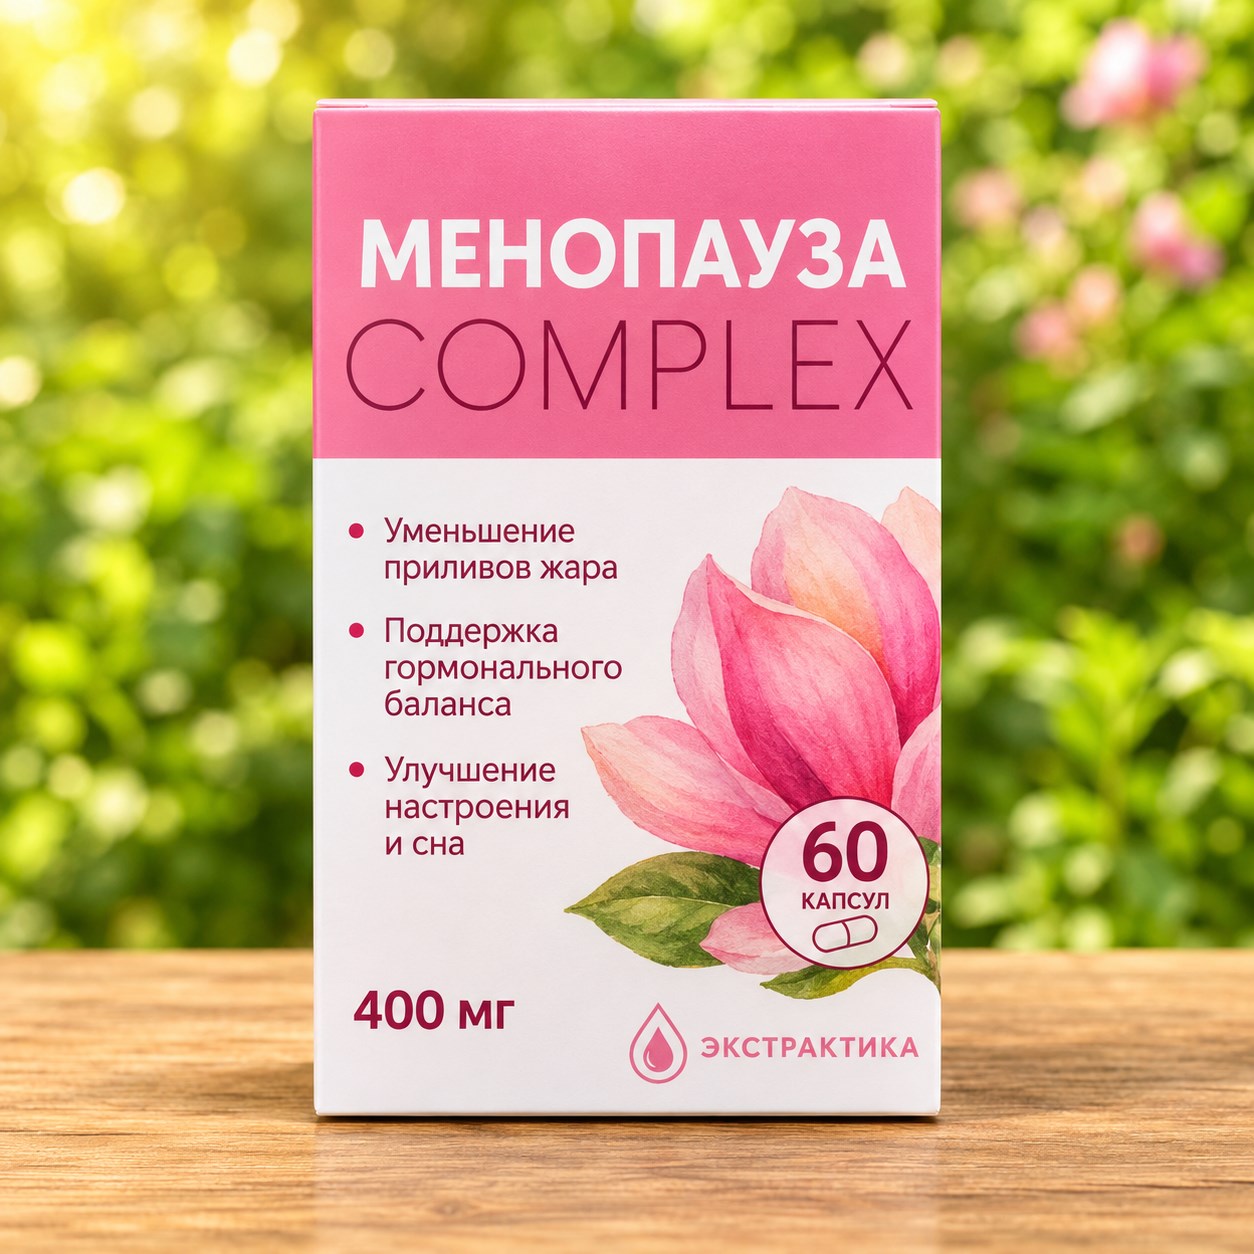 МЕНОПАУЗА
COMPLEX
• Уменьшение
приливов жара
• Поддержка
гормонального
баланса
• Улучшение
настроения
и сна
60
КАПСУЛ
400 мг
ЭКСТРАКТИКА